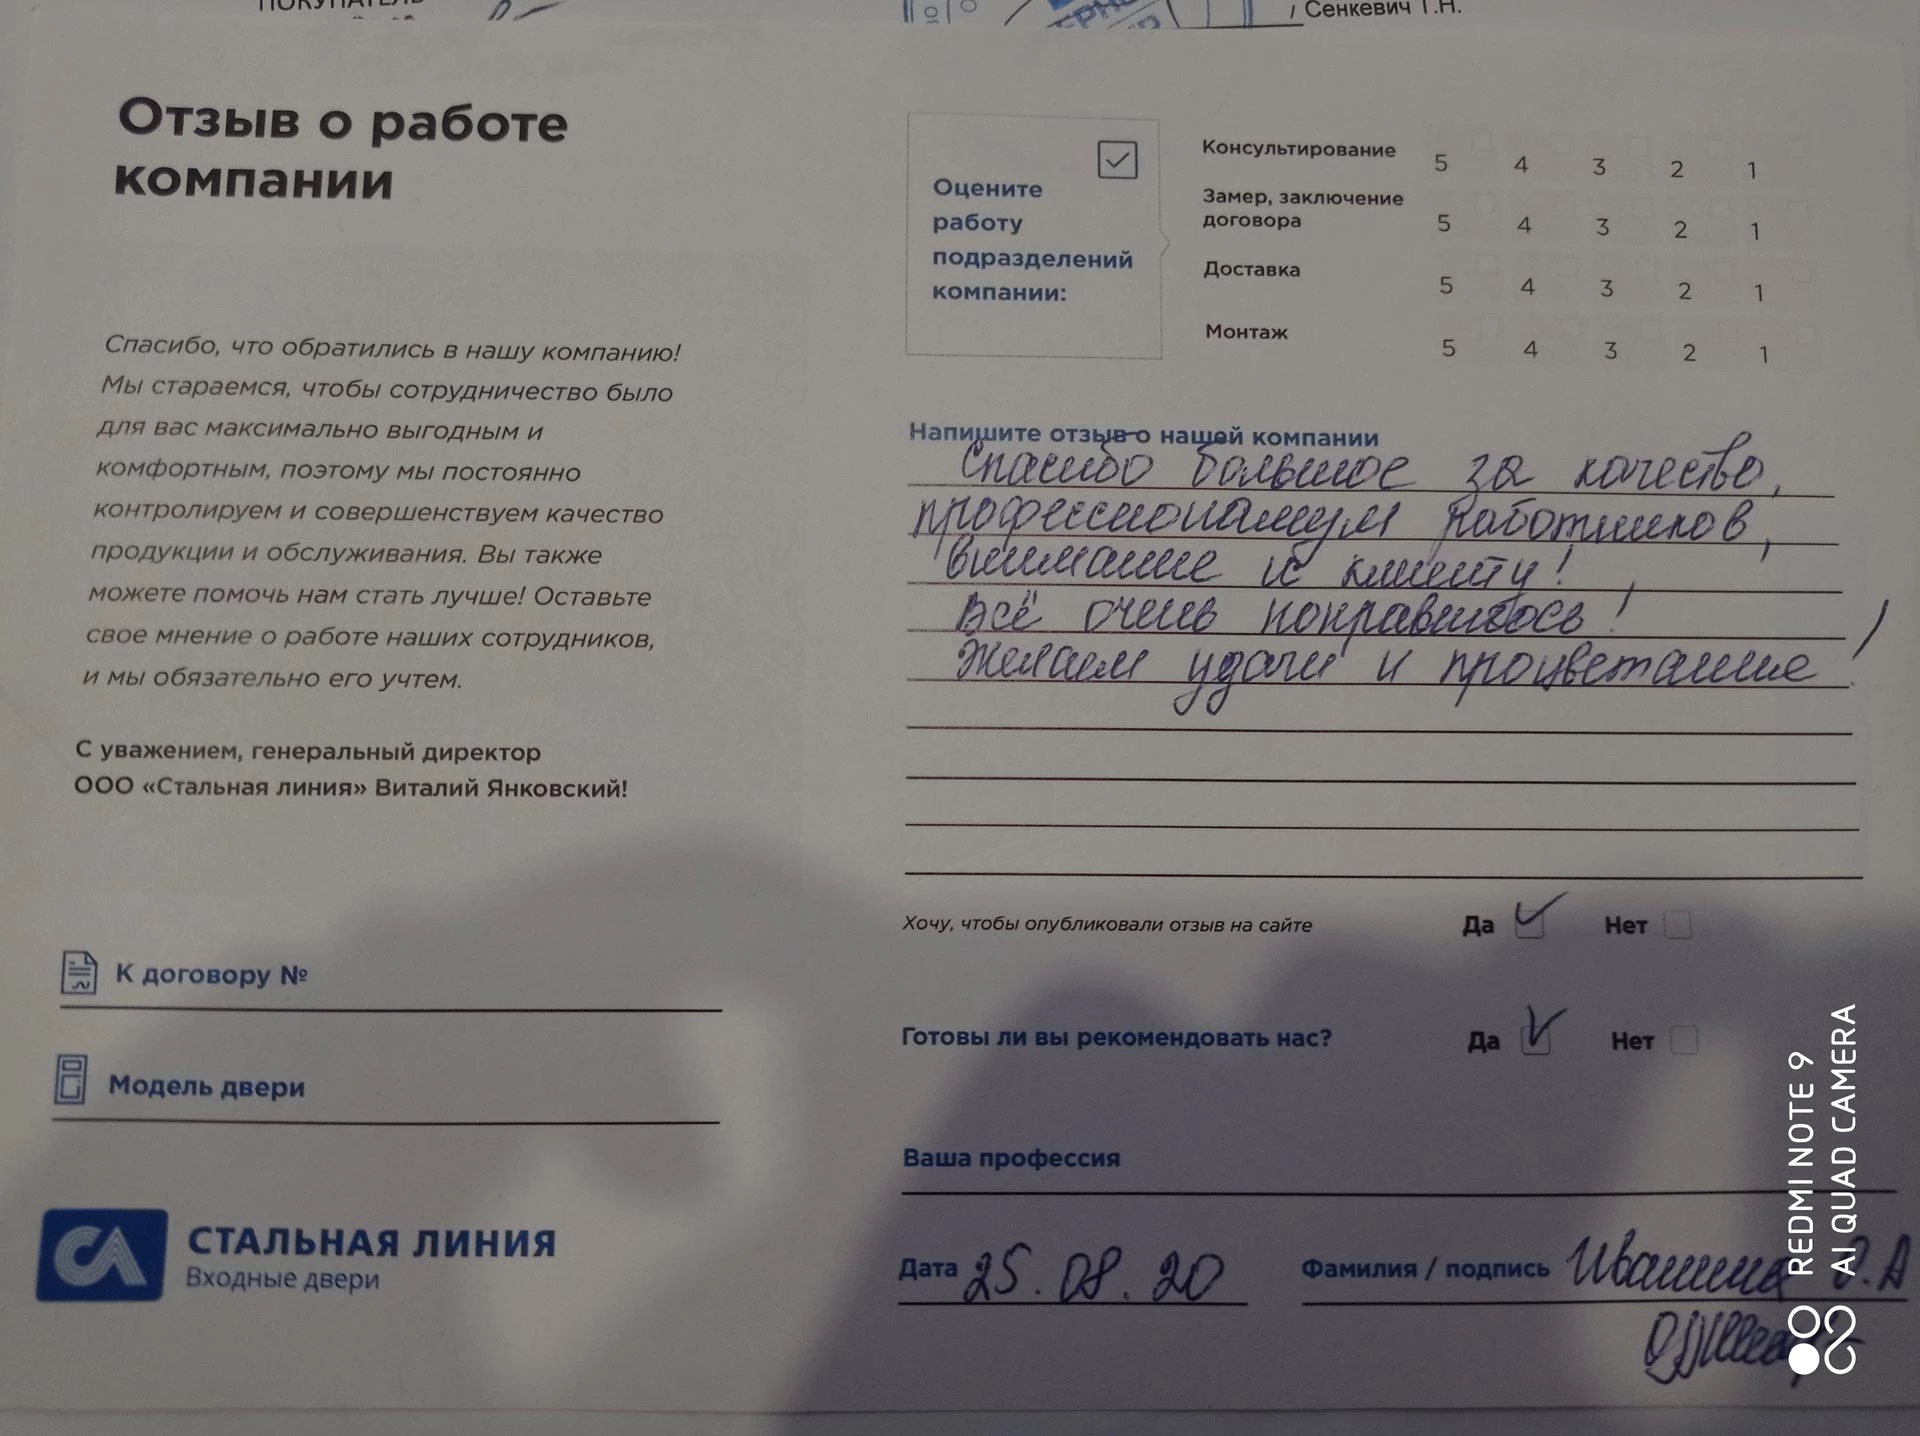 ПОКУПАТЕЛЬ
/ Сенкевич Т.Н.
Отзыв о работе
компании
Спасибо, что обратились в нашу компанию!
Мы стараемся, чтобы сотрудничество было
для вас максимально выгодным и
комфортным, поэтому мы постоянно
контролируем и совершенствуем качество
продукции и обслуживания. Вы также
можете помочь нам стать лучше! Оставьте
свое мнение о работе наших сотрудников,
и мы обязательно его учтем.
С уважением, генеральный директор
ООО «Стальная линия» Виталий Янковский!
К договору №
Модель двери
СТАЛЬНАЯ ЛИНИЯ
Входные двери
Оцените
работу
подразделений
компании:
Консультирование 5 4 3 2 1
Замер, заключение
договора 5 4 3 2 1
Доставка 5 4 3 2 1
Монтаж 5 4 3 2 1
Напишите отзыв о нашей компании
Спасибо большое за качество,
профессионализм работников,
внимание к клиенту!
Всё очень понравилось!
Желаем удачи и процветание!
Хочу, чтобы опубликовали отзыв на сайте Да Нет
Готовы ли вы рекомендовать нас? Да Нет
Ваша профессия
Дата 25.08.20
Фамилия / подпись
REDMI NOTE 9
AI QUAD CAMERA